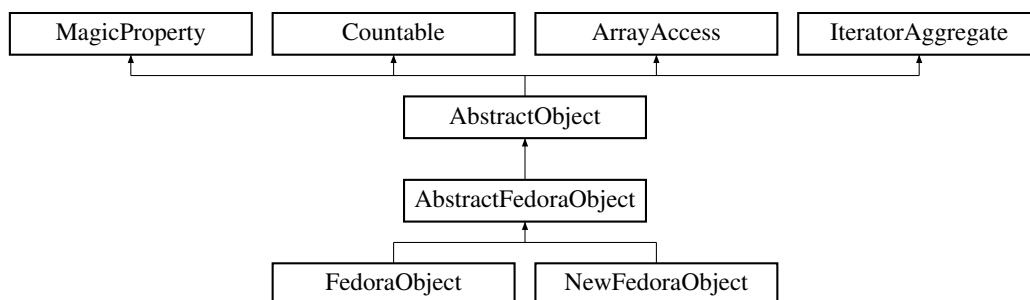 MagicProperty
Countable
ArrayAccess
IteratorAggregate
AbstractObject
AbstractFedoraObject
FedoraObject
NewFedoraObject